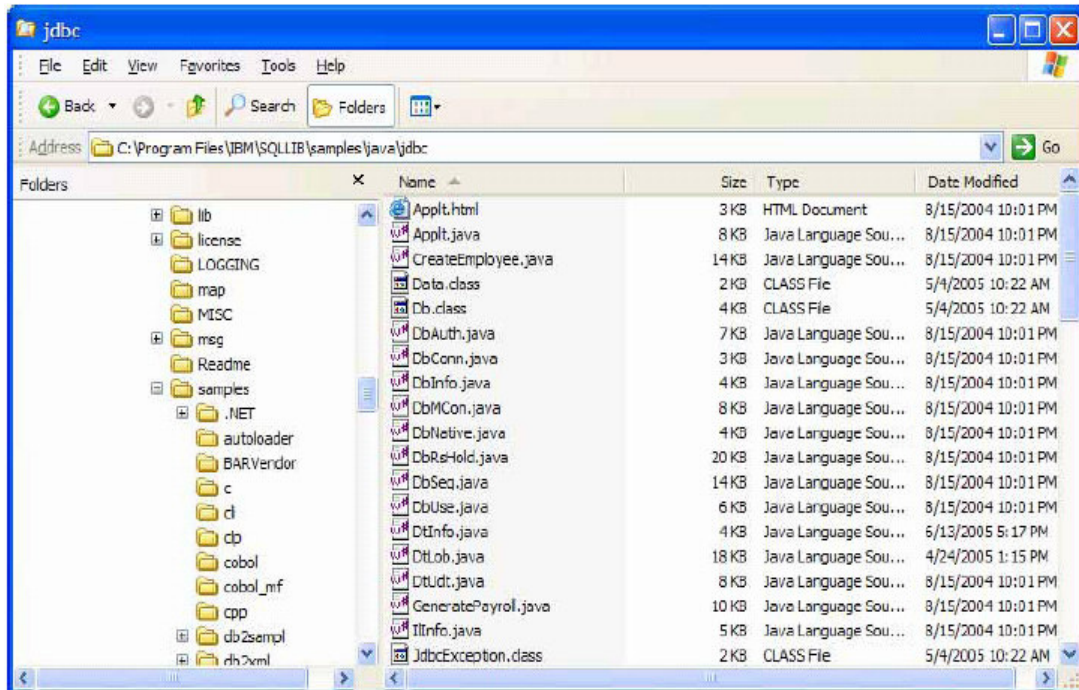 jdbc
File Edit View Favorites Tools Help
Back Search Folders
Address C:\Program Files\IBM\SQLLIB\samples\java\jdbc Go
Folders
lib
license
LOGGING
map
MISC
msg
Readme
samples
.NET
autoloader
BARVendor
c
cli
clp
cobol
cobol_mf
cpp
db2sampl
db2xml
Name Size Type Date Modified
Applt.html 3 KB HTML Document 8/15/2004 10:01 PM
Applt.java 8 KB Java Language Sou... 8/15/2004 10:01 PM
CreateEmployee.java 14 KB Java Language Sou... 8/15/2004 10:01 PM
Data.class 2 KB CLASS File 5/4/2005 10:22 AM
Db.class 4 KB CLASS File 5/4/2005 10:22 AM
DbAuth.java 7 KB Java Language Sou... 8/15/2004 10:01 PM
DbConn.java 3 KB Java Language Sou... 8/15/2004 10:01 PM
DbInfo.java 4 KB Java Language Sou... 8/15/2004 10:01 PM
DbMCon.java 8 KB Java Language Sou... 8/15/2004 10:01 PM
DbNative.java 4 KB Java Language Sou... 8/15/2004 10:01 PM
DbRsHold.java 20 KB Java Language Sou... 8/15/2004 10:01 PM
DbSeq.java 14 KB Java Language Sou... 8/15/2004 10:01 PM
DbUse.java 6 KB Java Language Sou... 8/15/2004 10:01 PM
DtInfo.java 4 KB Java Language Sou... 6/13/2005 5:17 PM
DtLob.java 18 KB Java Language Sou... 4/24/2005 1:15 PM
DtUdt.java 8 KB Java Language Sou... 8/15/2004 10:01 PM
GeneratePayroll.java 10 KB Java Language Sou... 8/15/2004 10:01 PM
IlInfo.java 5 KB Java Language Sou... 8/15/2004 10:01 PM
JdbcException.class 2 KB CLASS File 5/4/2005 10:22 AM